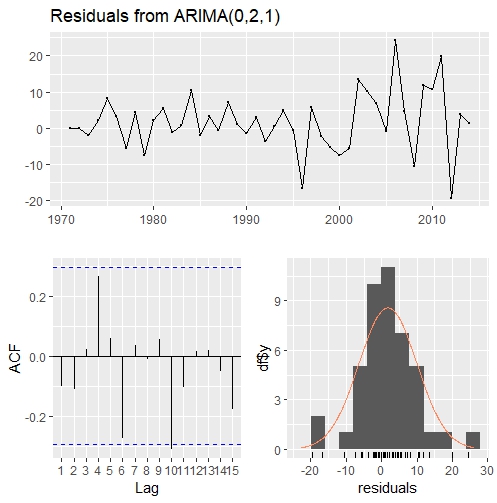 Residuals from ARIMA(0,2,1)
20
10
0
-10
-20
1970 1980 1990 2000 2010
ACF
0.2
0.0
-0.2
1 2 3 4 5 6 7 8 9 10 11 12 13 14 15
Lag
df$y
9
6
3
0
-20 -10 0 10 20 30
residuals